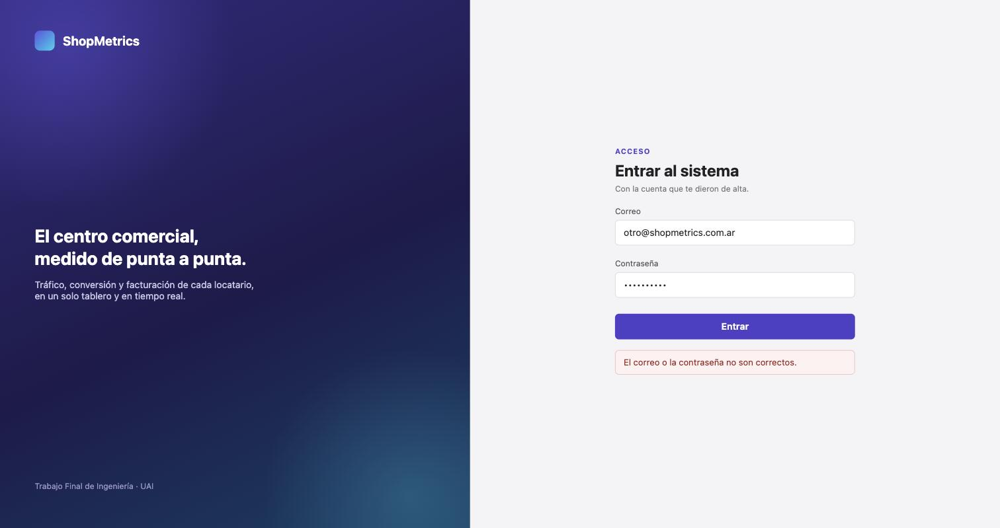 ShopMetrics
El centro comercial,
medido de punta a punta.
Tráfico, conversión y facturación de cada locatario,
en un solo tablero y en tiempo real.
Trabajo Final de Ingeniería · UAI
ACCESO
Entrar al sistema
Con la cuenta que te dieron de alta.
Correo
otro@shopmetrics.com.ar
Contraseña
••••••••••
Entrar
El correo o la contraseña no son correctos.